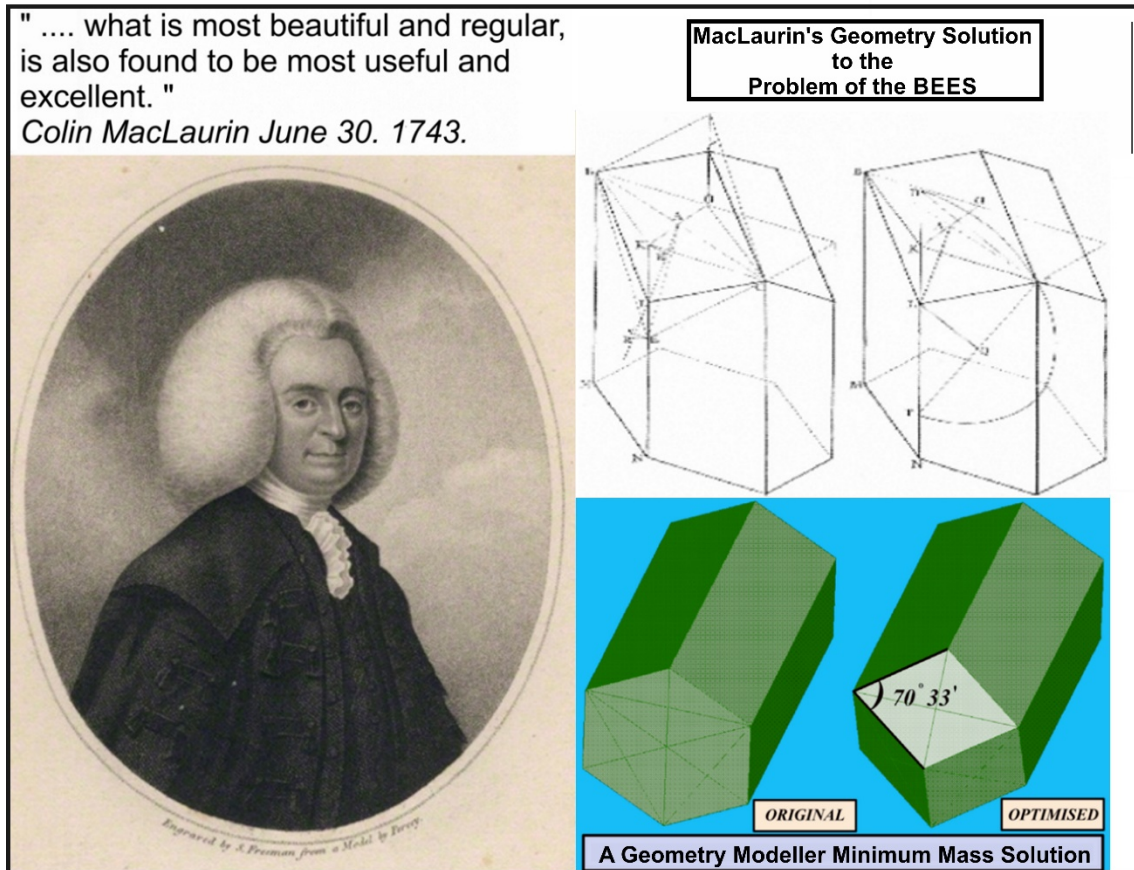 " .... what is most beautiful and regular,
is also found to be most useful and
excellent. "
Colin MacLaurin June 30. 1743.
Engraved by S. Freeman from a Model by
MacLaurin's Geometry Solution
to the
Problem of the BEES
N
B
N
70° 33'
ORIGINAL
OPTIMISED
A Geometry Modeller Minimum Mass Solution